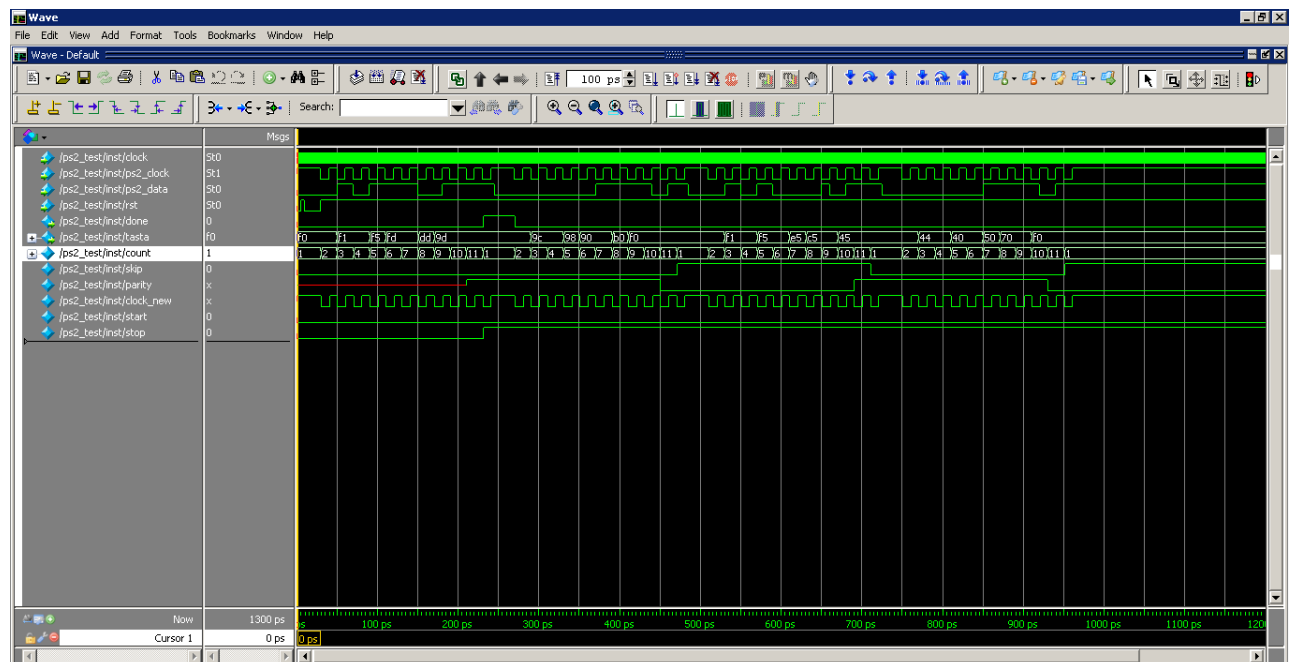 Wave
File Edit View Add Format Tools Bookmarks Window Help
Wave - Default
100 ps
Search:
Msgs
/ps2_test/inst/clock St0
/ps2_test/inst/ps2_clock St1
/ps2_test/inst/ps2_data St0
/ps2_test/inst/rst St0
/ps2_test/inst/done 0
/ps2_test/inst/tasta f0 f0 f1 f5 fd dd 9d 9c 98 90 b0 f0 f1 f5 e5 c5 45 44 40 50 70 f0
/ps2_test/inst/count 1 1 2 3 4 5 6 7 8 9 10 11 1 2 3 4 5 6 7 8 9 10 11 1 2 3 4 5 6 7 8 9 10 11 1 2 3 4 5 6 7 8 9 10 11 1
/ps2_test/inst/skip 0
/ps2_test/inst/parity x
/ps2_test/inst/clock_new x
/ps2_test/inst/start 0
/ps2_test/inst/stop 0
Now 1300 ps ps 100 ps 200 ps 300 ps 400 ps 500 ps 600 ps 700 ps 800 ps 900 ps 1000 ps 1100 ps 120
Cursor 1 0 ps 0 ps